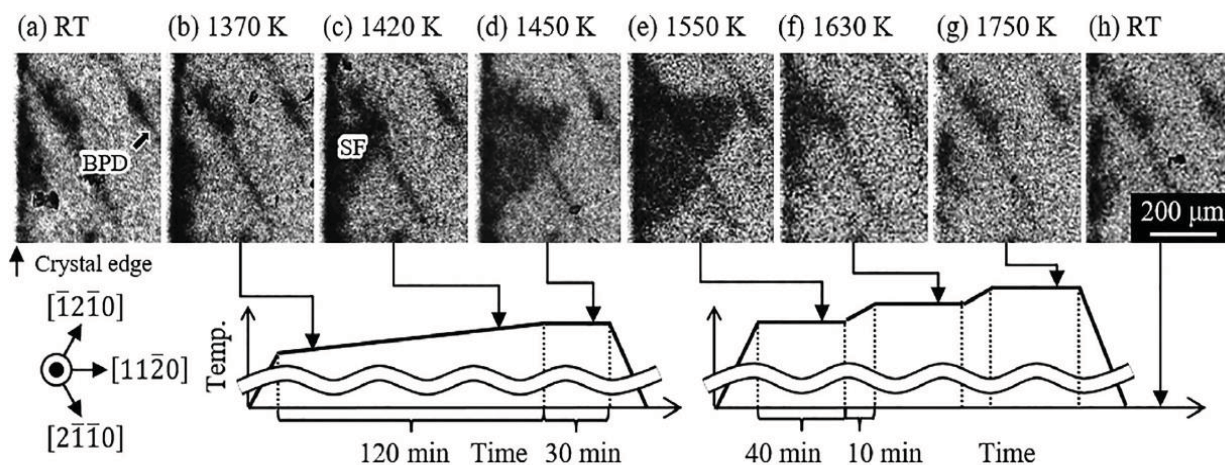 (a) RT (b) 1370 K (c) 1420 K (d) 1450 K (e) 1550 K (f) 1630 K (g) 1750 K (h) RT
BPD
SF
200 μm
Crystal edge
[1̄21̄0]
[112̄0]
[21̄1̄0]
Temp.
120 min Time 30 min
40 min 10 min Time